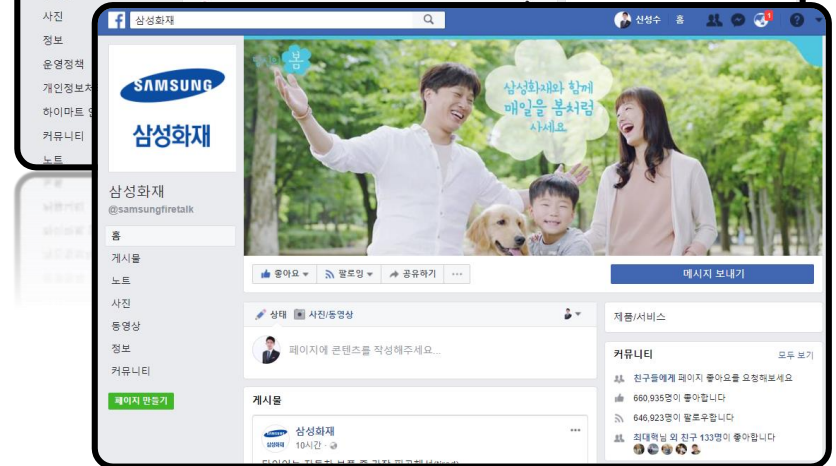 사진
정보
운영정책
개인정보처
하이마트
커뮤니티
노트
f 삼성화재
신성수 홈
SAMSUNG
삼성화재
봄
삼성화재와 함께
매일을 봄처럼
사세요
삼성화재
@samsungfiretalk
홈
게시물
노트
사진
동영상
정보
커뮤니티
페이지 만들기
좋아요 팔로잉 공유하기 ...
메시지 보내기
상태 사진/동영상
페이지에 콘텐츠를 작성해주세요...
게시물
SAMSUNG
삼성화재
삼성화재
10시간
제품/서비스
커뮤니티 모두 보기
친구들에게 페이지 좋아요를 요청해보세요
660,935명이 좋아합니다
646,923명이 팔로우합니다
최대혁님 외 친구 133명이 좋아합니다